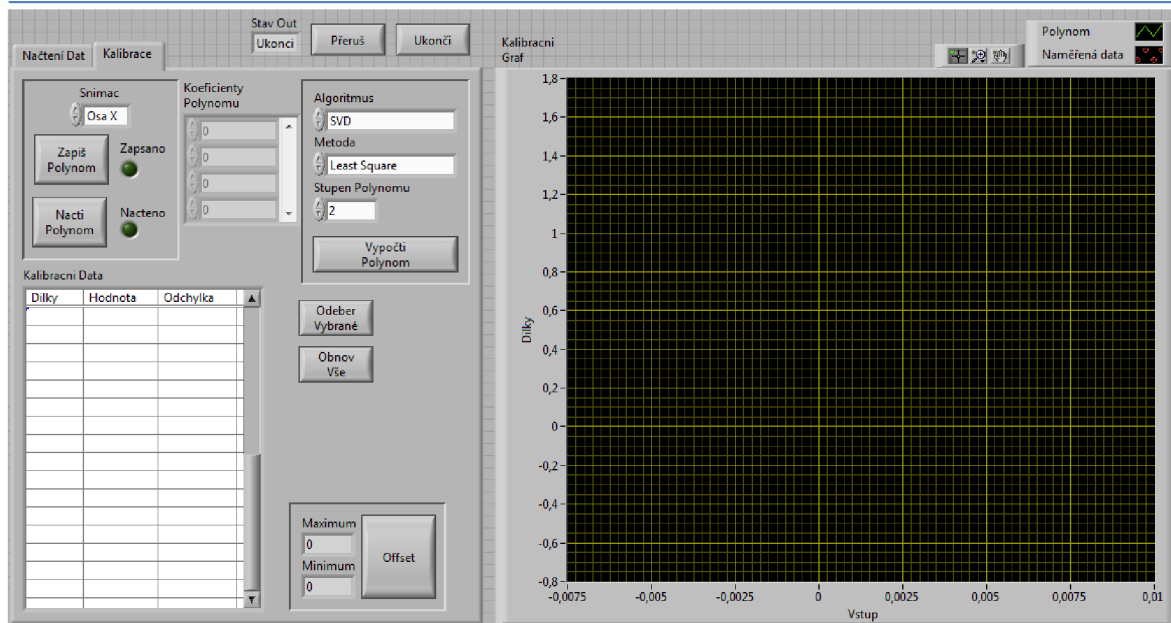 Stav Out
Ukonci
Přeruš
Ukonči
Načtení Dat
Kalibrace
Snimac
Osa X
Zapiš
Polynom
Zapsano
Nacti
Polynom
Nacteno
Koeficienty
Polynomu
0
0
0
0
Algoritmus
SVD
Metoda
Least Square
Stupen Polynomu
2
Vypočti
Polynom
Kalibracni Data
Dilky Hodnota Odchylka
Odeber
Vybrané
Obnov
Vše
Maximum
0
Minimum
0
Offset
Kalibracni
Graf
Polynom
Naměřená data
1,8
1,6
1,4
1,2
1
0,8
0,6
0,4
0,2
0
-0,2
-0,4
-0,6
-0,8
Dilky
-0,0075 -0,005 -0,0025 0 0,0025 0,005 0,0075 0,01
Vstup